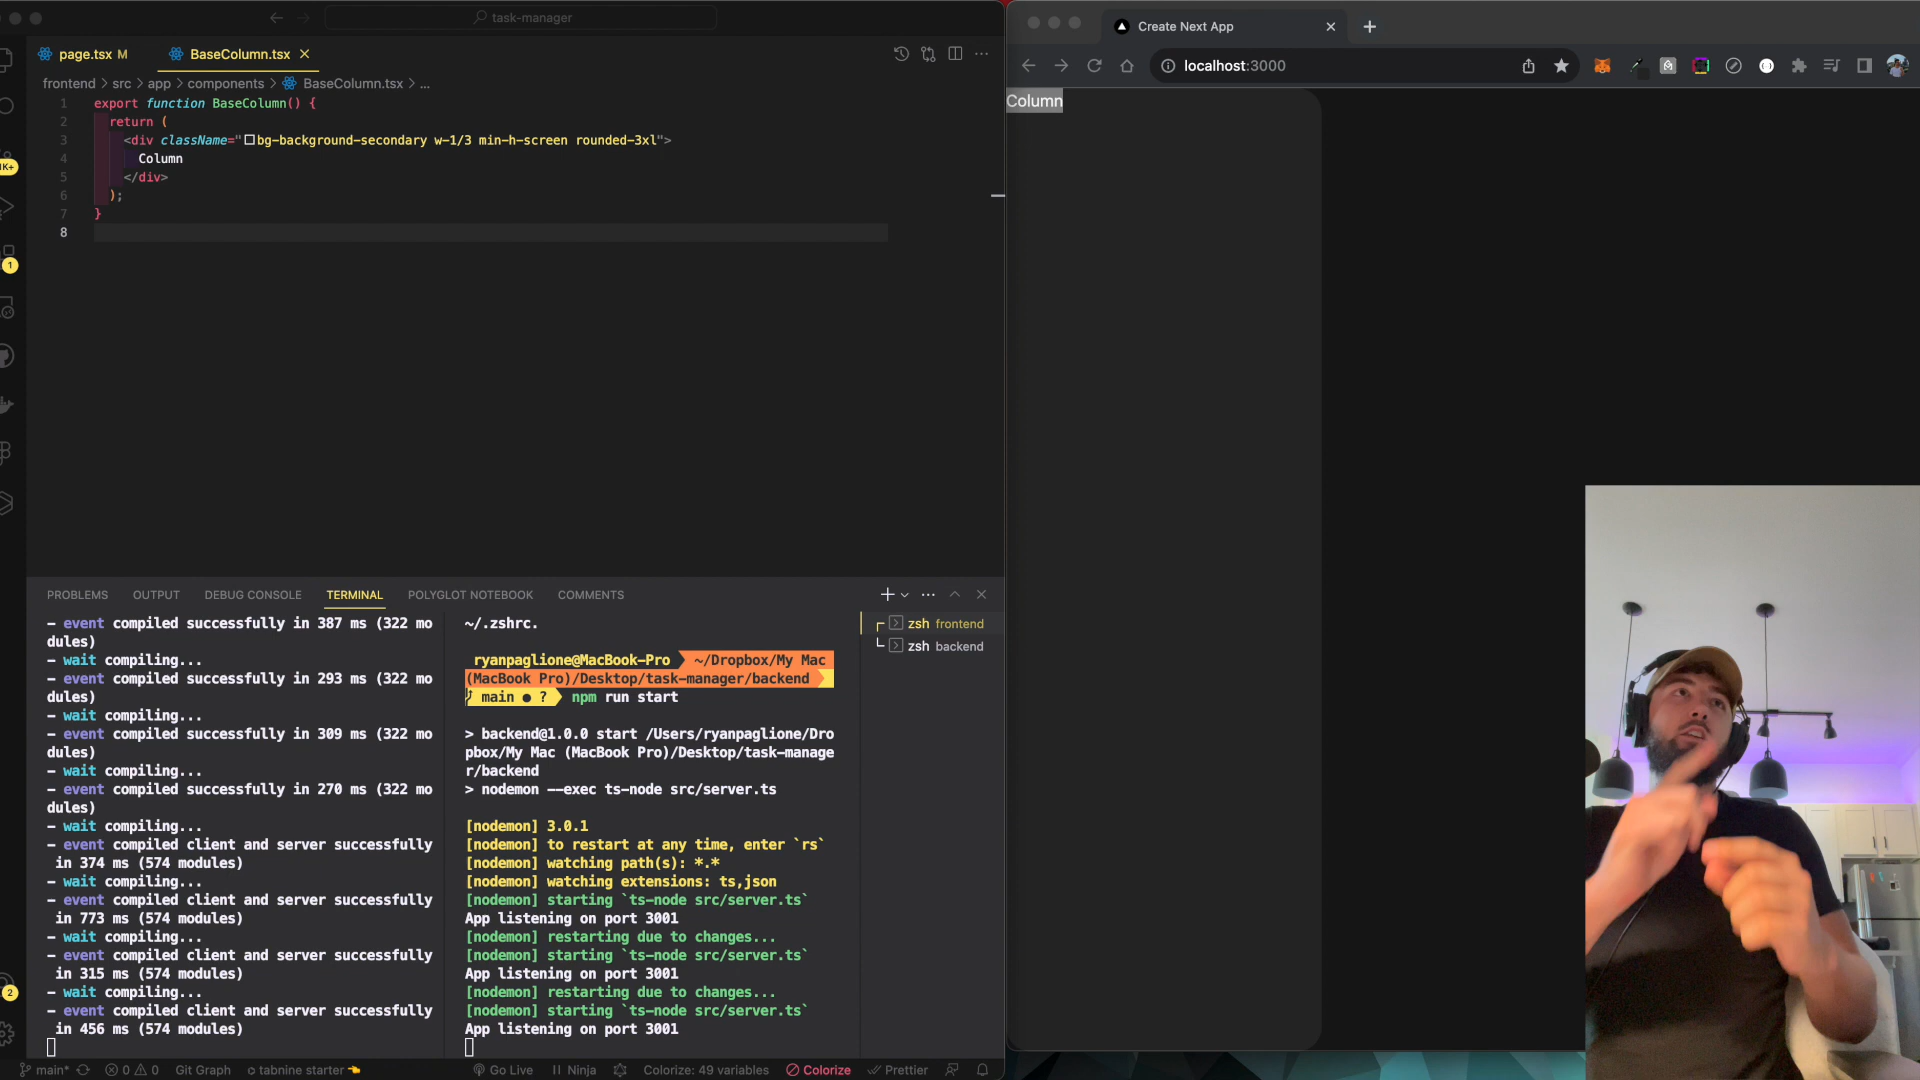 task-manager
page.tsx M
BaseColumn.tsx
frontend > src > app > components > BaseColumn.tsx > ...
1 export function BaseColumn() {
2 return (
3 <div className="bg-background-secondary w-1/3 min-h-screen rounded-3xl">
4 Column
5 </div>
6 );
7 }
8
K+
1
2
PROBLEMS OUTPUT DEBUG CONSOLE TERMINAL POLYGLOT NOTEBOOK COMMENTS
- event compiled successfully in 387 ms (322 mo
dules)
- wait compiling...
- event compiled successfully in 293 ms (322 mo
dules)
- wait compiling...
- event compiled successfully in 309 ms (322 mo
dules)
- wait compiling...
- event compiled successfully in 270 ms (322 mo
dules)
- wait compiling...
- event compiled client and server successfully
in 374 ms (574 modules)
- wait compiling...
- event compiled client and server successfully
in 773 ms (574 modules)
- wait compiling...
- event compiled client and server successfully
in 315 ms (574 modules)
- wait compiling...
- event compiled client and server successfully
in 456 ms (574 modules)
~/.zshrc.
ryanpaglione@MacBook-Pro ~/Dropbox/My Mac
(MacBook Pro)/Desktop/task-manager/backend
main ● ? npm run start
> backend@1.0.0 start /Users/ryanpaglione/Dro
pbox/My Mac (MacBook Pro)/Desktop/task-manage
r/backend
> nodemon --exec ts-node src/server.ts
[nodemon] 3.0.1
[nodemon] to restart at any time, enter `rs`
[nodemon] watching path(s): *.*
[nodemon] watching extensions: ts,json
[nodemon] starting `ts-node src/server.ts`
App listening on port 3001
[nodemon] restarting due to changes...
[nodemon] starting `ts-node src/server.ts`
App listening on port 3001
[nodemon] restarting due to changes...
[nodemon] starting `ts-node src/server.ts`
App listening on port 3001
zsh frontend
zsh backend
main* 0 0 Git Graph tabnine starter Go Live Ninja Colorize: 49 variables Colorize Prettier
Create Next App
localhost:3000
Column